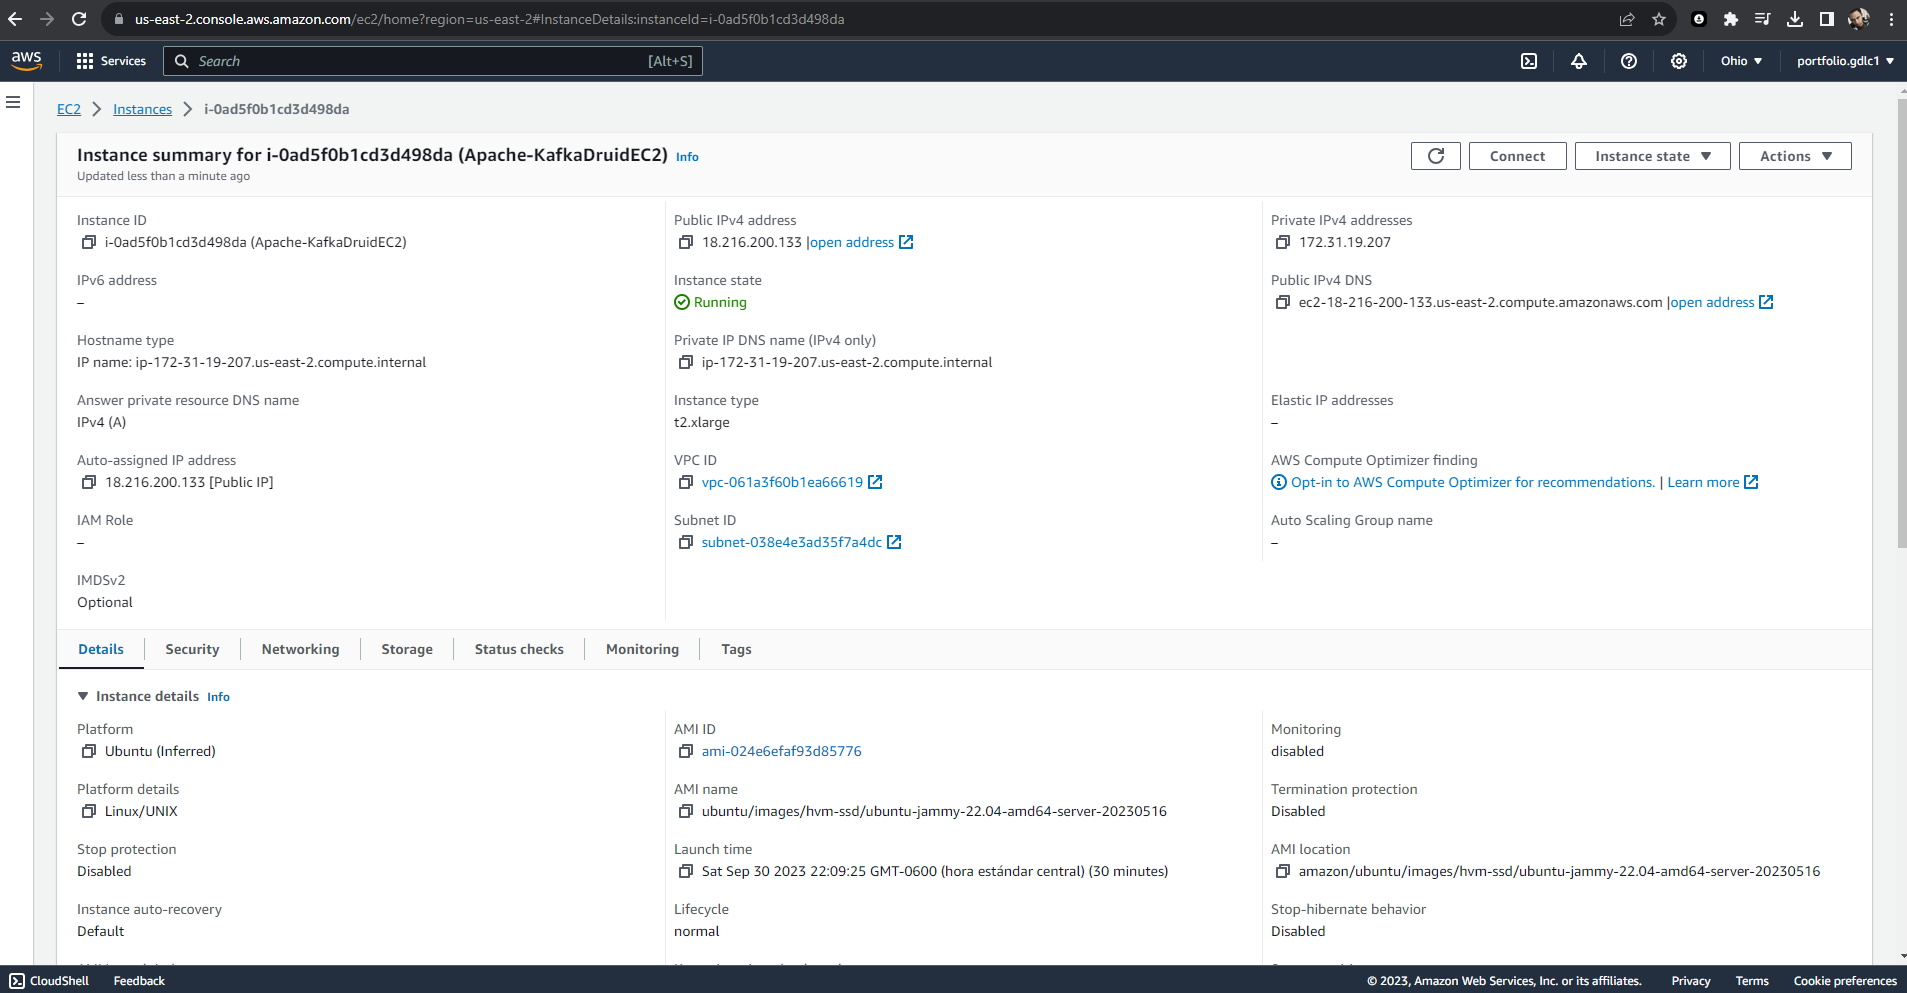 us-east-2.console.aws.amazon.com/ec2/home?region=us-east-2#InstanceDetails:instanceId=i-0ad5f0b1cd3d498da
aws Services Search [Alt+S] Ohio portfolio.gdlc1
EC2 Instances i-0ad5f0b1cd3d498da
Instance summary for i-0ad5f0b1cd3d498da (Apache-KafkaDruidEC2) Info
Updated less than a minute ago
Connect Instance state Actions
Instance ID
i-0ad5f0b1cd3d498da (Apache-KafkaDruidEC2)
Public IPv4 address
18.216.200.133 |open address
Private IPv4 addresses
172.31.19.207
IPv6 address
–
Instance state
Running
Public IPv4 DNS
ec2-18-216-200-133.us-east-2.compute.amazonaws.com |open address
Hostname type
IP name: ip-172-31-19-207.us-east-2.compute.internal
Private IP DNS name (IPv4 only)
ip-172-31-19-207.us-east-2.compute.internal
Answer private resource DNS name
IPv4 (A)
Instance type
t2.xlarge
Elastic IP addresses
–
Auto-assigned IP address
18.216.200.133 [Public IP]
VPC ID
vpc-061a3f60b1ea66619
AWS Compute Optimizer finding
Opt-in to AWS Compute Optimizer for recommendations. | Learn more
IAM Role
–
Subnet ID
subnet-038e4e3ad35f7a4dc
Auto Scaling Group name
–
IMDSv2
Optional
Details Security Networking Storage Status checks Monitoring Tags
Instance details Info
Platform
Ubuntu (Inferred)
AMI ID
ami-024e6efaf93d85776
Monitoring
disabled
Platform details
Linux/UNIX
AMI name
ubuntu/images/hvm-ssd/ubuntu-jammy-22.04-amd64-server-20230516
Termination protection
Disabled
Stop protection
Disabled
Launch time
Sat Sep 30 2023 22:09:25 GMT-0600 (hora estándar central) (30 minutes)
AMI location
amazon/ubuntu/images/hvm-ssd/ubuntu-jammy-22.04-amd64-server-20230516
Instance auto-recovery
Default
Lifecycle
normal
Stop-hibernate behavior
Disabled
CloudShell Feedback © 2023, Amazon Web Services, Inc. or its affiliates. Privacy Terms Cookie preferences